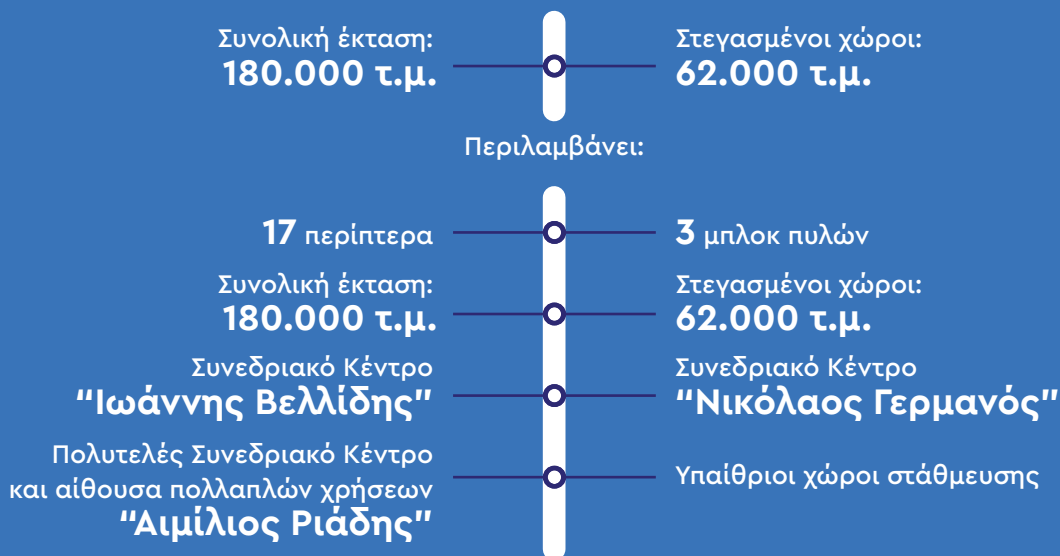 Συνολική έκταση:
180.000 τ.μ.
Στεγασμένοι χώροι:
62.000 τ.μ.
Περιλαμβάνει:
17 περίπτερα
3 μπλοκ πυλών
Συνολική έκταση:
180.000 τ.μ.
Στεγασμένοι χώροι:
62.000 τ.μ.
Συνεδριακό Κέντρο
“Ιωάννης Βελλίδης”
Συνεδριακό Κέντρο
“Νικόλαος Γερμανός”
Πολυτελές Συνεδριακό Κέντρο
και αίθουσα πολλαπλών χρήσεων
“Αιμίλιος Ριάδης”
Υπαίθριοι χώροι στάθμευσης